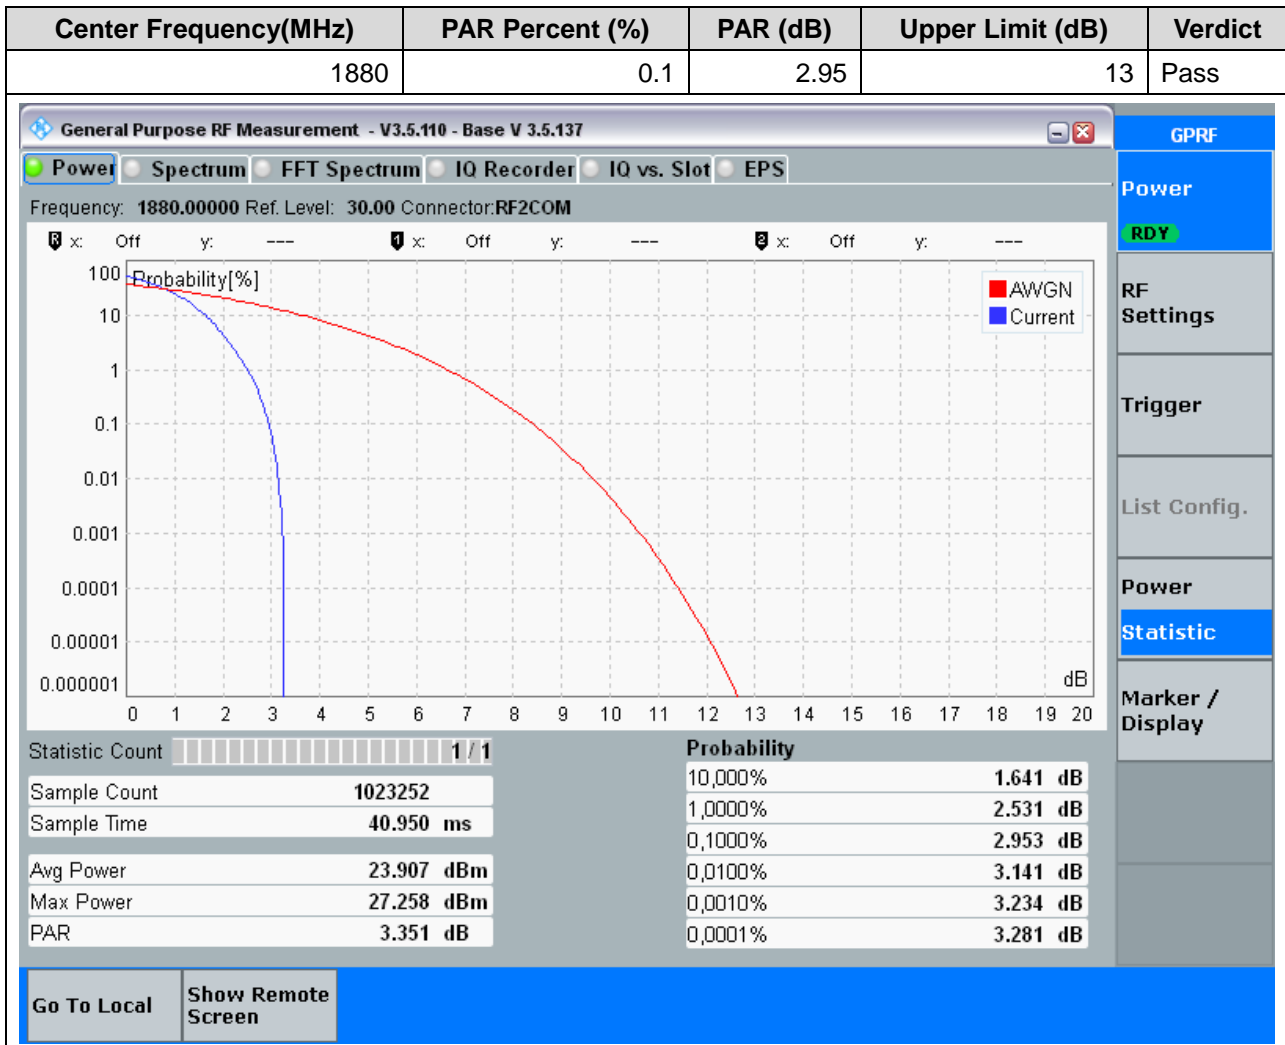 Center Frequency(MHz) PAR Percent (%) PAR (dB) Upper Limit (dB) Verdict
1880 0.1 2.95 13 Pass
General Purpose RF Measurement - V3.5.110 - Base V 3.5.137
GPRF
Power Spectrum FFT Spectrum IQ Recorder IQ vs. Slot EPS
Power
RDY
Frequency: 1880.00000 Ref. Level: 30.00 Connector:RF2COM
R x: Off y: --- 1 x: Off y: --- 2 x: Off y: ---
100 Probability[%]
AWGN
Current
10
1
0.1
0.01
0.001
0.0001
0.00001
0.000001
dB
0 1 2 3 4 5 6 7 8 9 10 11 12 13 14 15 16 17 18 19 20
RF
Settings
Trigger
List Config.
Power
Statistic
Marker /
Display
Statistic Count 1 / 1
Sample Count 1023252
Sample Time 40.950 ms
Avg Power 23.907 dBm
Max Power 27.258 dBm
PAR 3.351 dB
Probability
10,000% 1.641 dB
1,0000% 2.531 dB
0,1000% 2.953 dB
0,0100% 3.141 dB
0,0010% 3.234 dB
0,0001% 3.281 dB
Go To Local
Show Remote
Screen